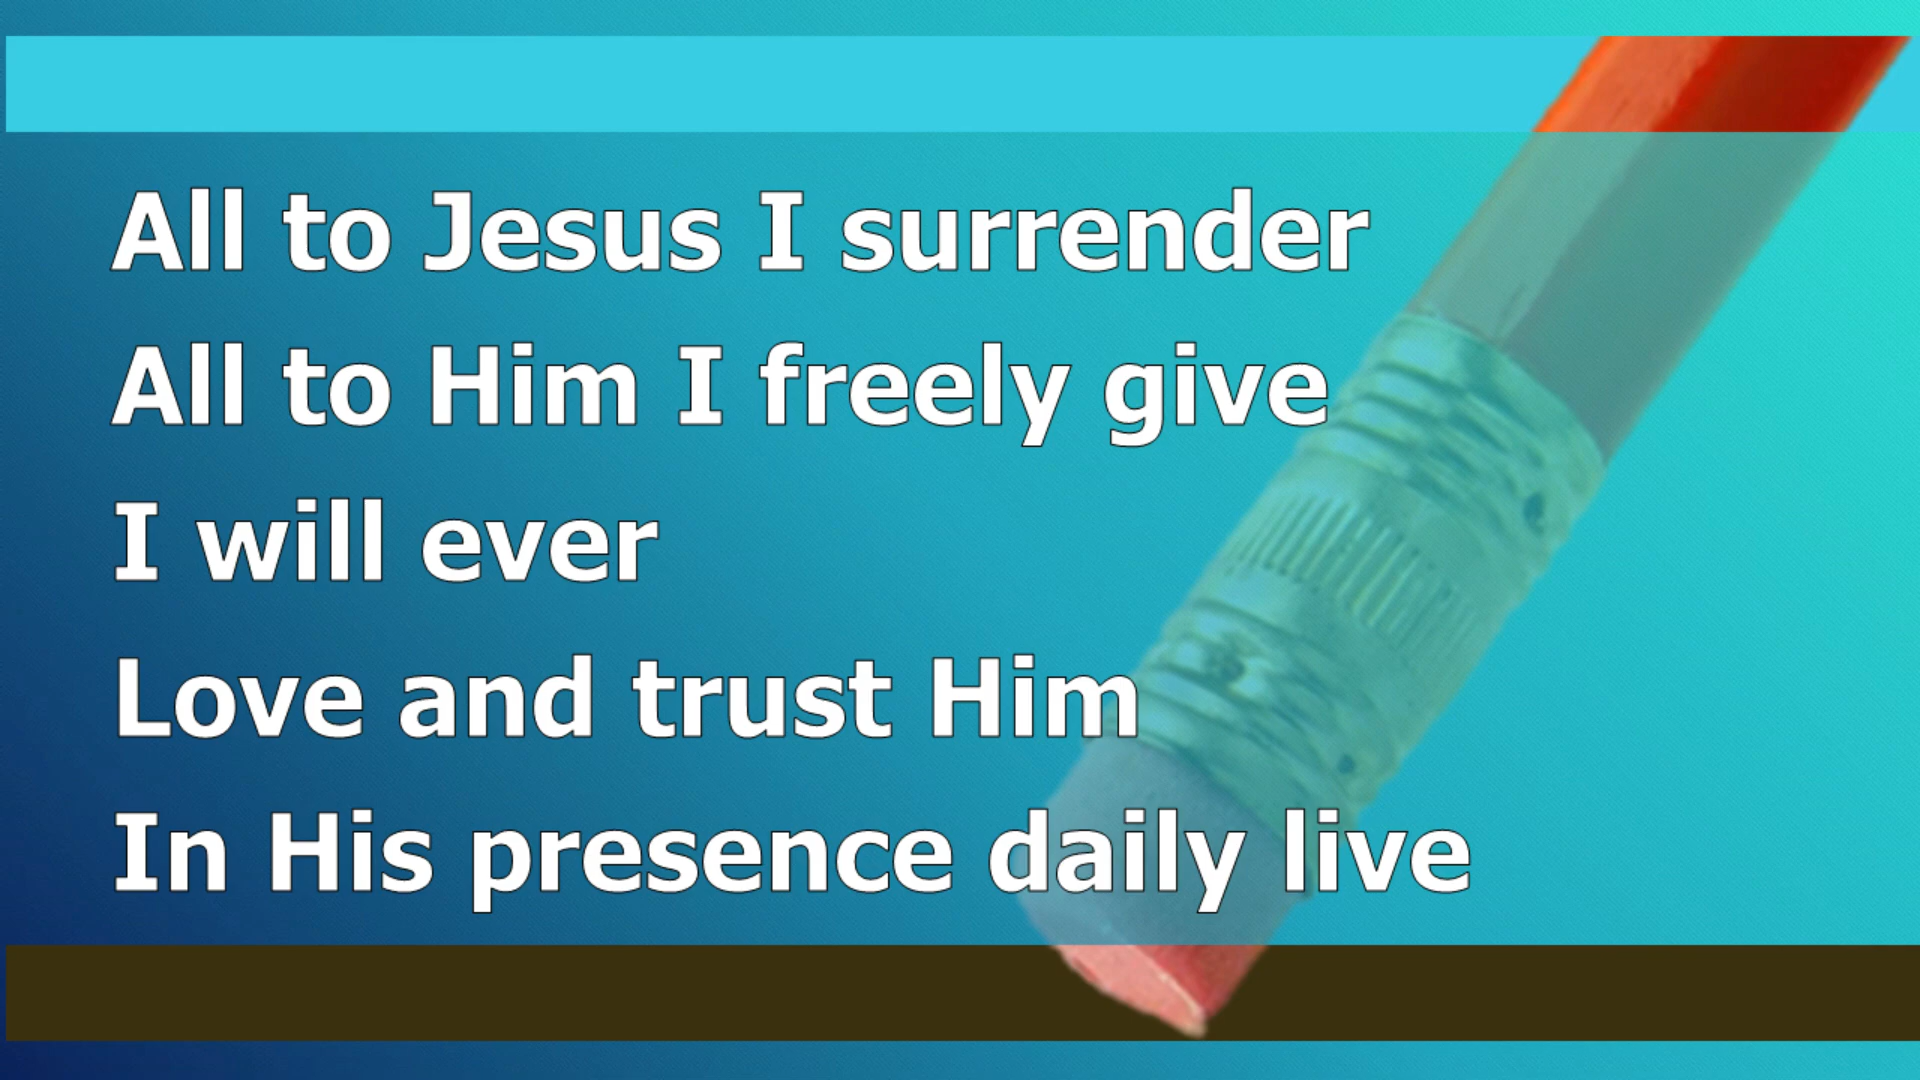 All to Jesus I surrender
All to Him I freely give
I will ever
Love and trust Him
In His presence daily live